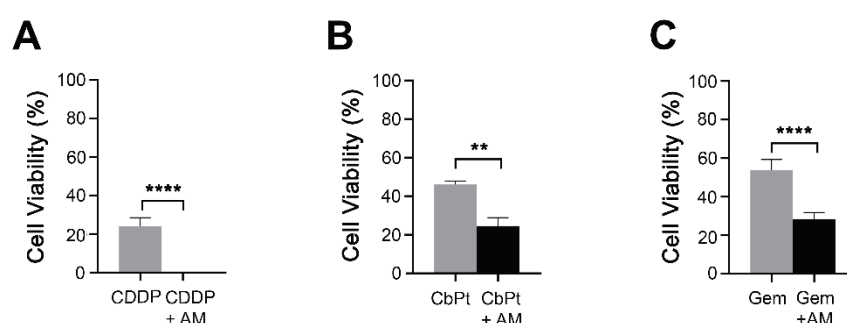 A
Cell Viability (%)
100
80
60
40
20
0
****
CDDP CDDP
+ AM
B
Cell Viability (%)
100
80
60
40
20
0
**
CbPt CbPt
+ AM
C
Cell Viability (%)
100
80
60
40
20
0
****
Gem Gem
+AM